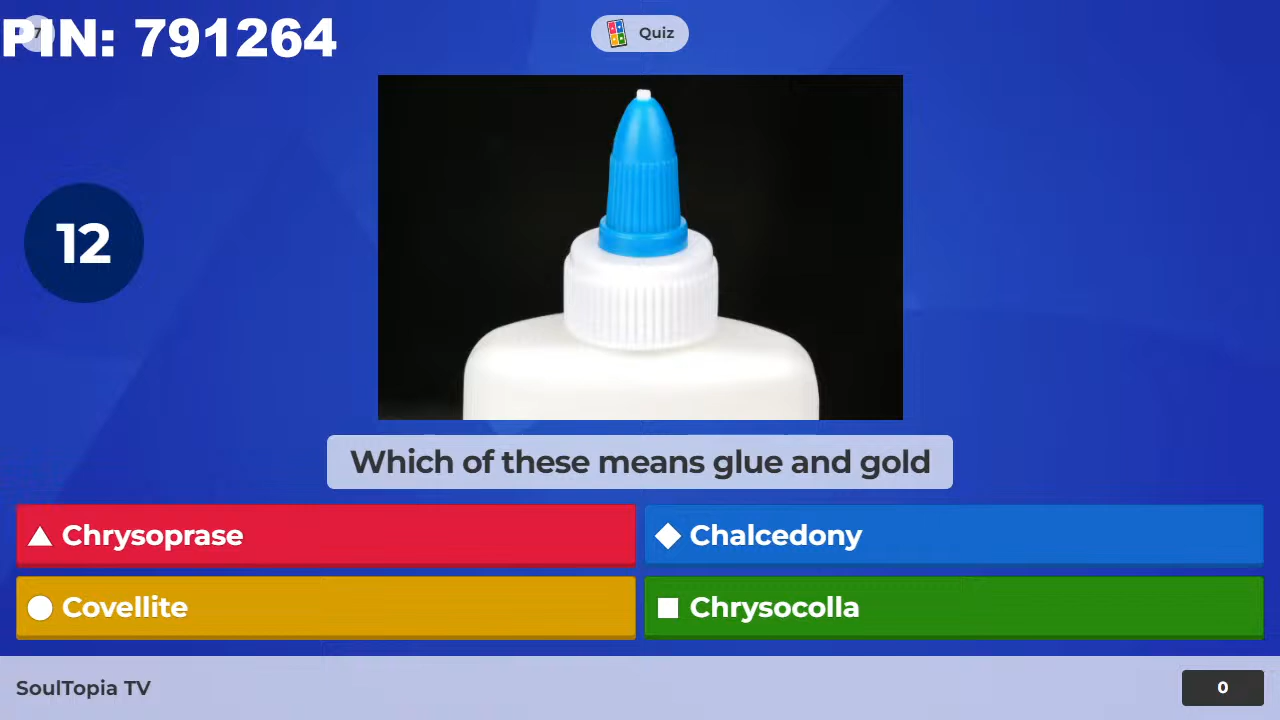 PIN: 791264
Quiz
12
Which of these means glue and gold
Chrysoprase
Chalcedony
Covellite
Chrysocolla
SoulTopia TV
0